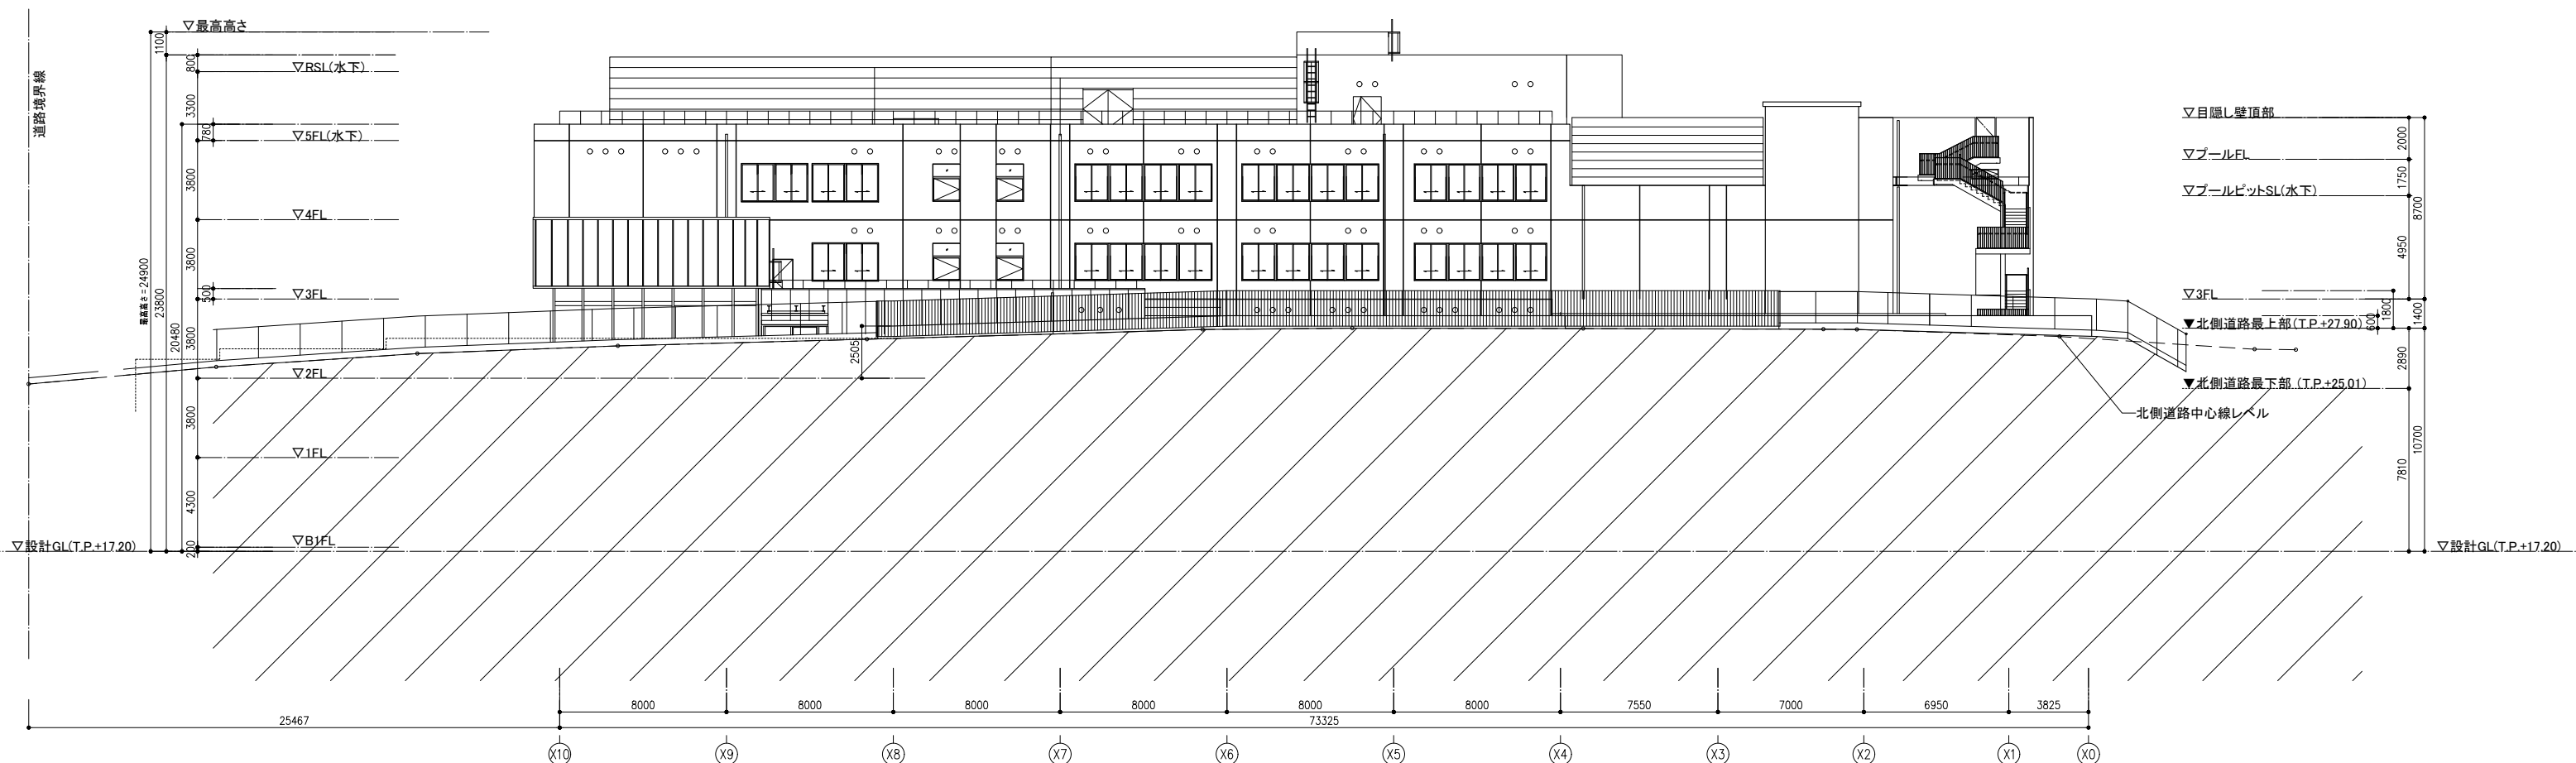 道路境界線
▽最高高さ
▽RSL(水下)
▽5FL(水下)
▽4FL
▽3FL
▽2FL
▽1FL
▽B1FL
▽設計GL(T.P.+17.20)
最高高さ=24900
1100
23800
20480
800
3300
780
3800
3800
500
3800
3800
4300
200
2505
▽目隠し壁頂部
▽プールFL
▽プールピットSL(水下)
▽3FL
▼北側道路最上部(T.P.+27.90)
▼北側道路最下部 (T.P.+25.01)
北側道路中心線レベル
▽設計GL(T.P.+17.20)
2000
1750
4950
8700
1800
600
1400
2890
7810
10700
8000
8000
8000
8000
8000
8000
7550
7000
6950
3825
25467
73325
X10
X9
X8
X7
X6
X5
X4
X3
X2
X1
X0